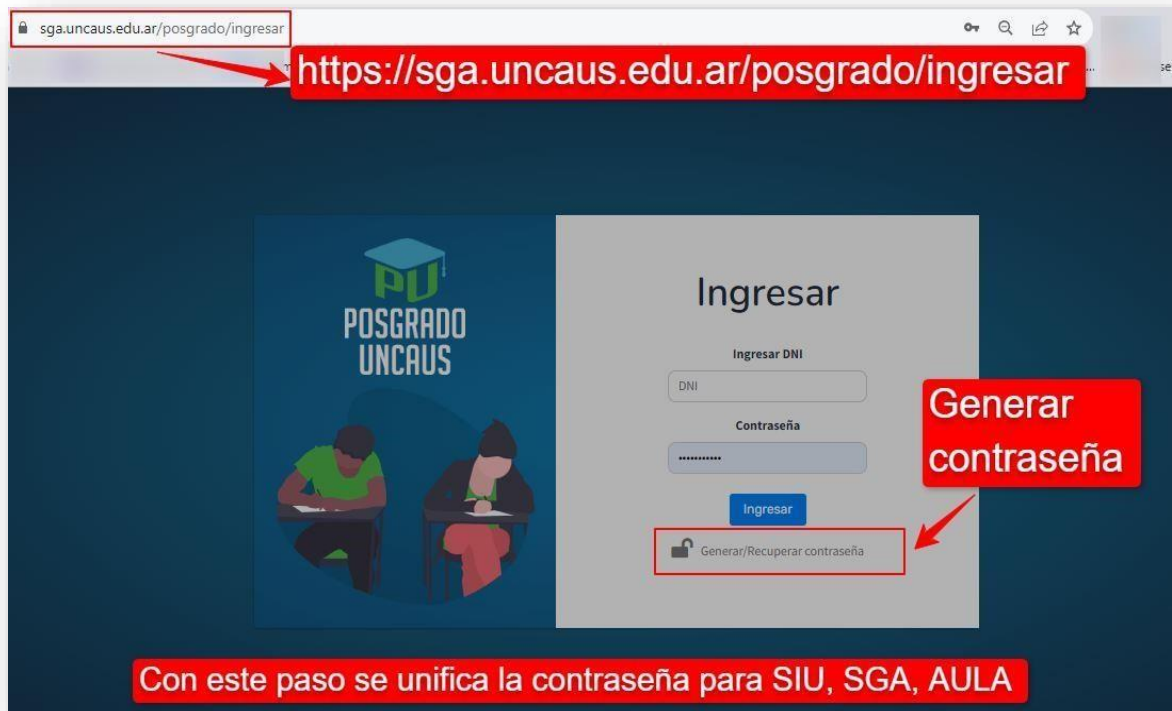 sga.uncaus.edu.ar/posgrado/ingresar
https://sga.uncaus.edu.ar/posgrado/ingresar
PU
POSGRADO
UNCAUS
Ingresar
Ingresar DNI
DNI
Contraseña
•••••••••••
Ingresar
Generar/Recuperar contraseña
Generar
contraseña
Con este paso se unifica la contraseña para SIU, SGA, AULA